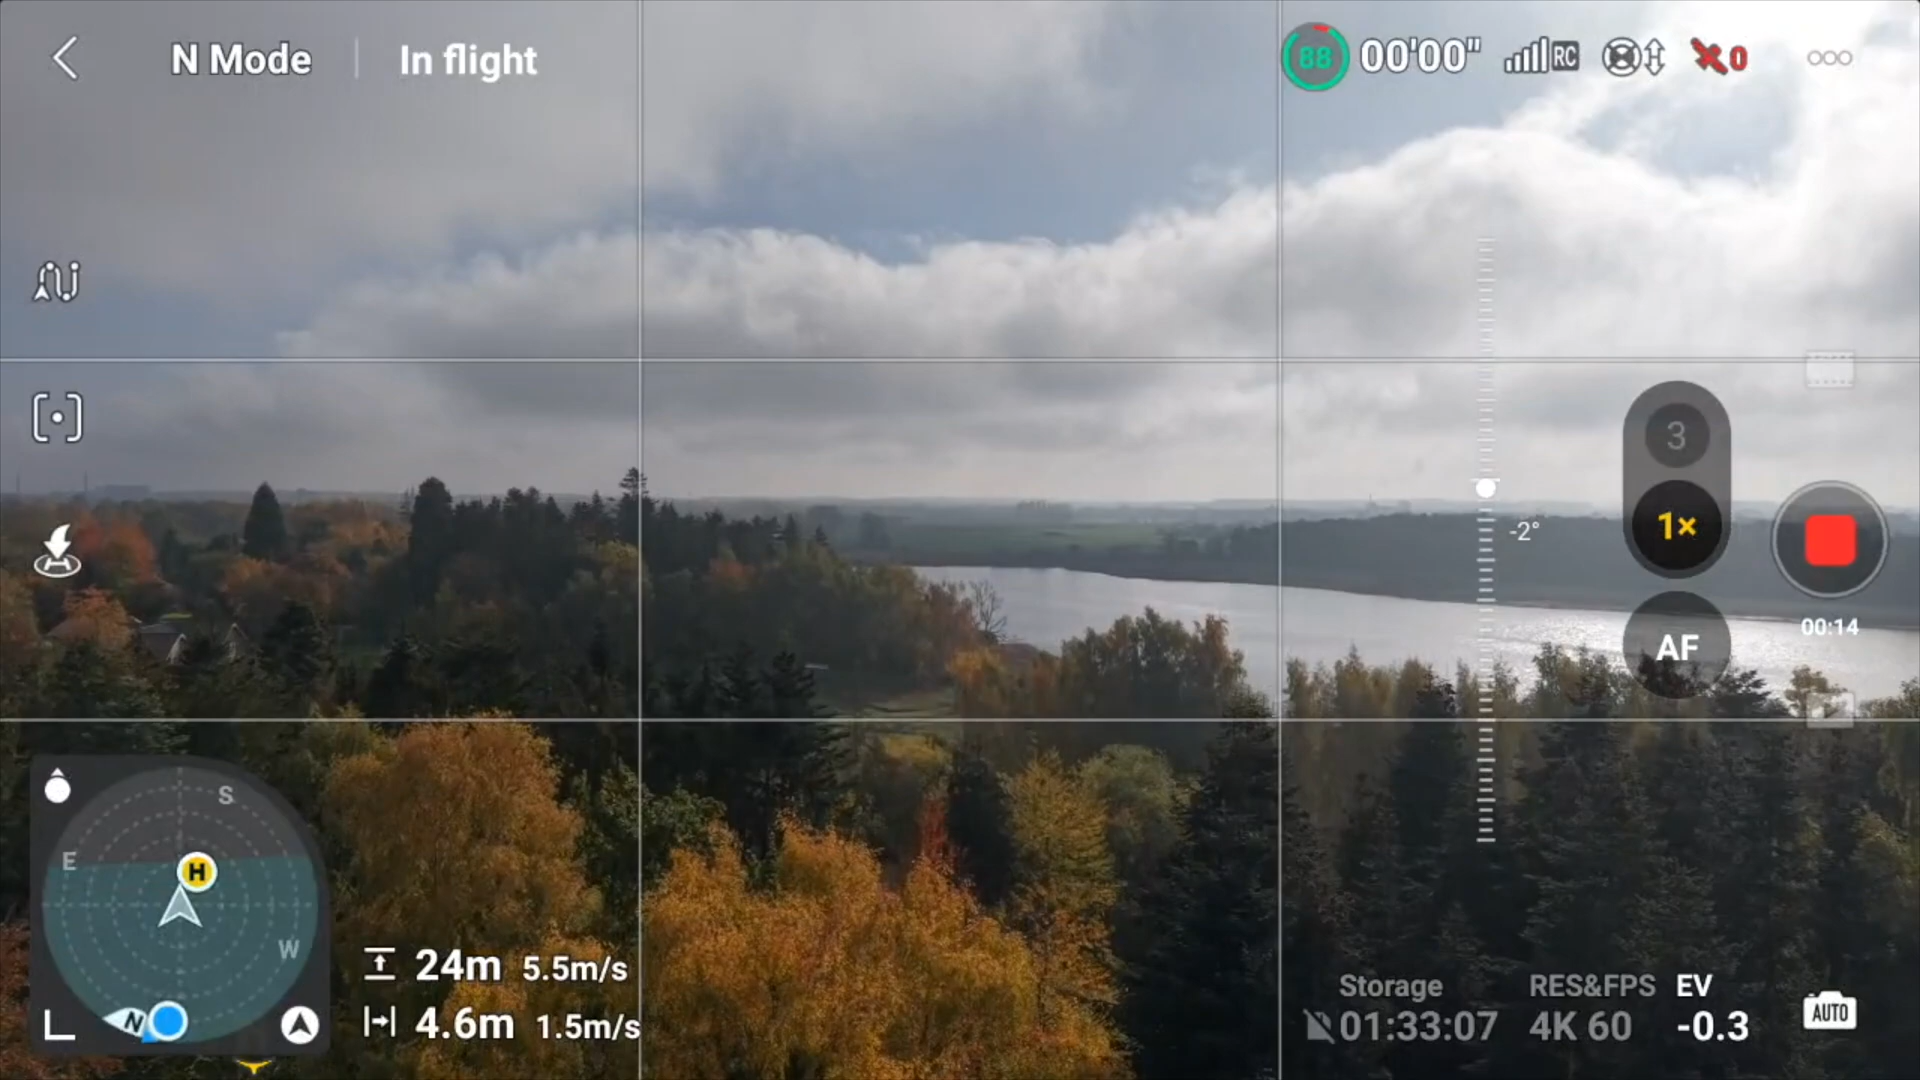 N Mode
In flight
88
00'00"
RC
0
3
1×
-2°
AF
00:14
S
E
H
W
N
24m 5.5m/s
4.6m 1.5m/s
Storage
01:33:07
RES&FPS
4K 60
EV
-0.3
AUTO